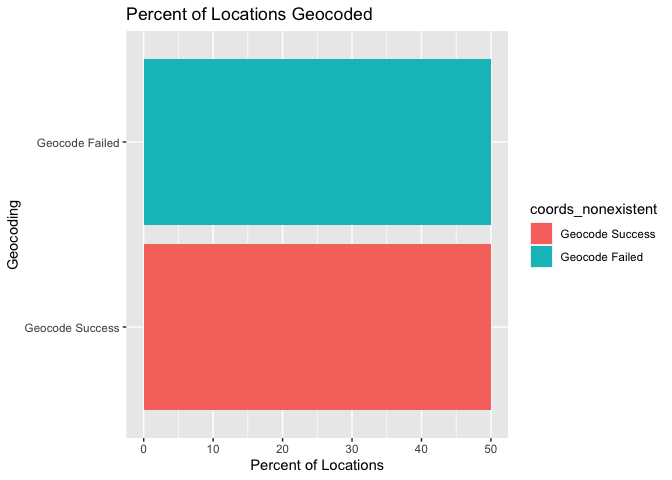 Percent of Locations Geocoded
Geocoding
Geocode Failed
Geocode Success
0 10 20 30 40 50
Percent of Locations
coords_nonexistent
Geocode Success
Geocode Failed